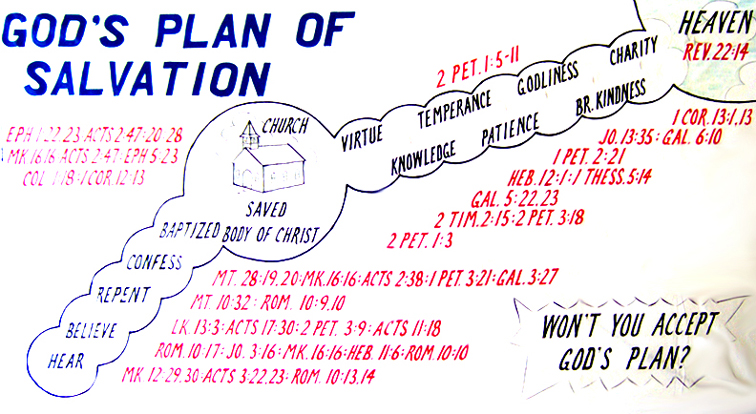 GOD'S PLAN OF
SALVATION
HEAVEN
REV. 22:14
2 PET. 1:5-11
VIRTUE
TEMPERANCE
GODLINESS
CHARITY
KNOWLEDGE
PATIENCE
BR. KINDNESS
CHURCH
SAVED
BODY OF CHRIST
EPH 1:22.23:ACTS 2:47:20:28
MK.16:16:ACTS 2:47:EPH 5:23
COL 1:18:1 COR.12:13
1 COR. 13:1,13
JO. 13:35: GAL. 6:10
1 PET. 2:21
HEB. 12:1:1 THESS. 5:14
GAL. 5:22.23
2 TIM. 2:15:2 PET. 3:18
2 PET. 1:3
BAPTIZED
CONFESS
REPENT
BELIEVE
HEAR
MT. 28:19.20:MK.16:16:ACTS 2:38:1 PET. 3:21:GAL. 3:27
MT 10:32: ROM. 10:9,10
LK. 13:3:ACTS 17:30:2 PET. 3:9:ACTS 11:18
ROM. 10:17: JO. 3:16: MK. 16:16:HEB. 11:6:ROM. 10:10
MK 12:29.30:ACTS 3:22.23:ROM. 10:13,14
WON'T YOU ACCEPT
GOD'S PLAN?